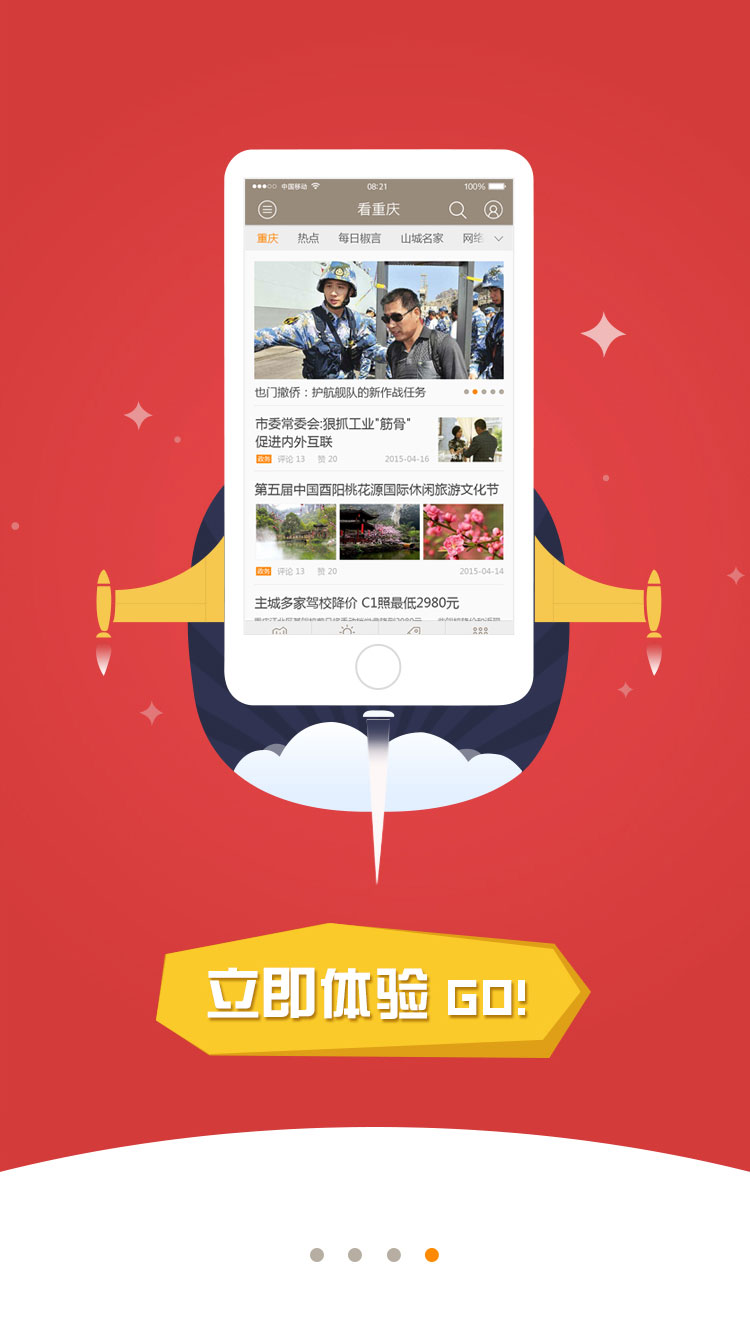 中国移动 08:21 100%
看重庆
重庆 热点 每日椒言 山城名家 网络
也门撤侨：护航舰队的新作战任务
市委常委会:狠抓工业"筋骨"
促进内外互联
政务 评论 13 赞 20 2015-04-16
第五届中国酉阳桃花源国际休闲旅游文化节
政务 评论 13 赞 20 2015-04-14
主城多家驾校降价 C1照最低2980元
立即体验 GO!